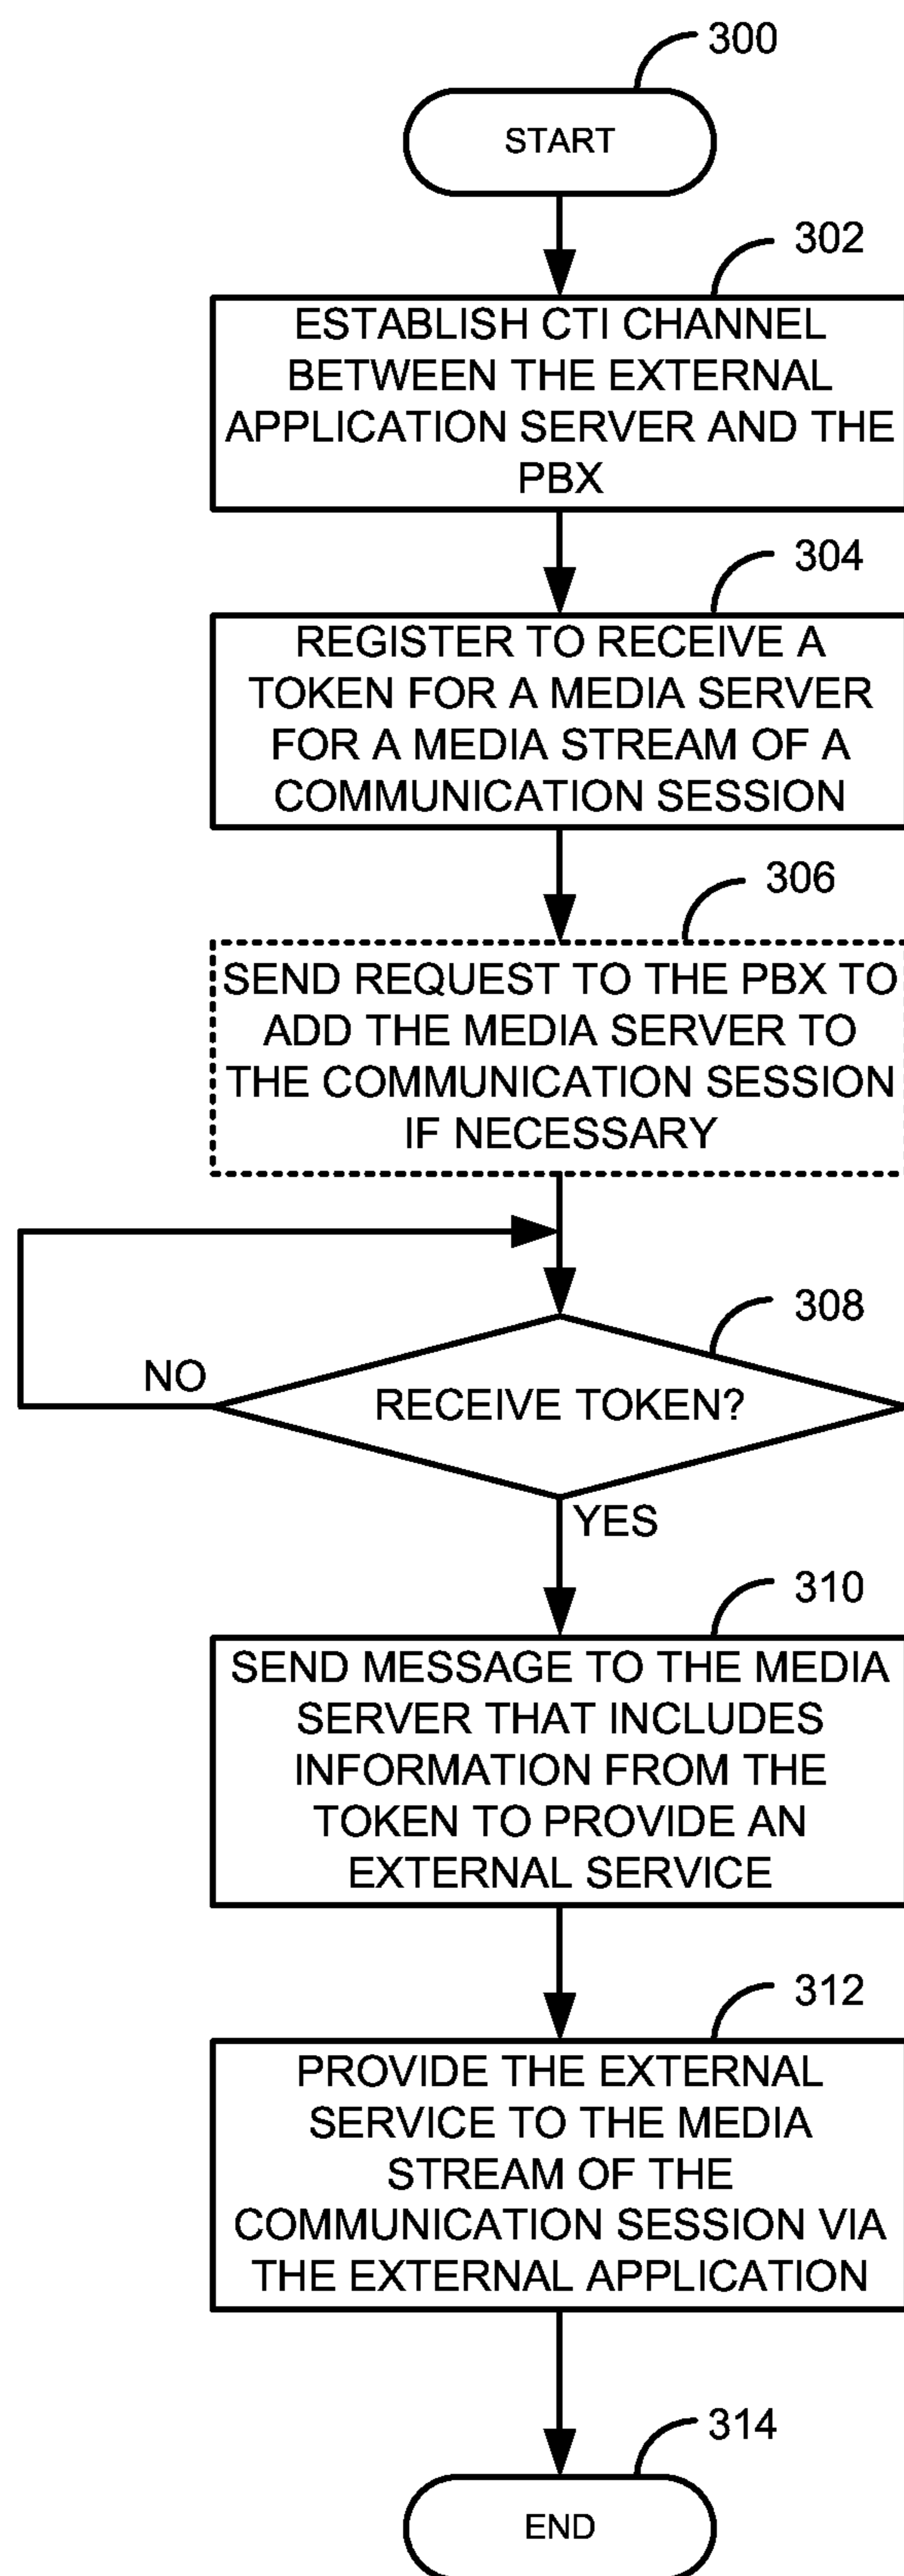 300
START
302
ESTABLISH CTI CHANNEL
BETWEEN THE EXTERNAL
APPLICATION SERVER AND THE
PBX
304
REGISTER TO RECEIVE A
TOKEN FOR A MEDIA SERVER
FOR A MEDIA STREAM OF A
COMMUNICATION SESSION
306
SEND REQUEST TO THE PBX TO
ADD THE MEDIA SERVER TO
THE COMMUNICATION SESSION
IF NECESSARY
308
NO
RECEIVE TOKEN?
YES
310
SEND MESSAGE TO THE MEDIA
SERVER THAT INCLUDES
INFORMATION FROM THE
TOKEN TO PROVIDE AN
EXTERNAL SERVICE
312
PROVIDE THE EXTERNAL
SERVICE TO THE MEDIA
STREAM OF THE
COMMUNICATION SESSION VIA
THE EXTERNAL APPLICATION
314
END